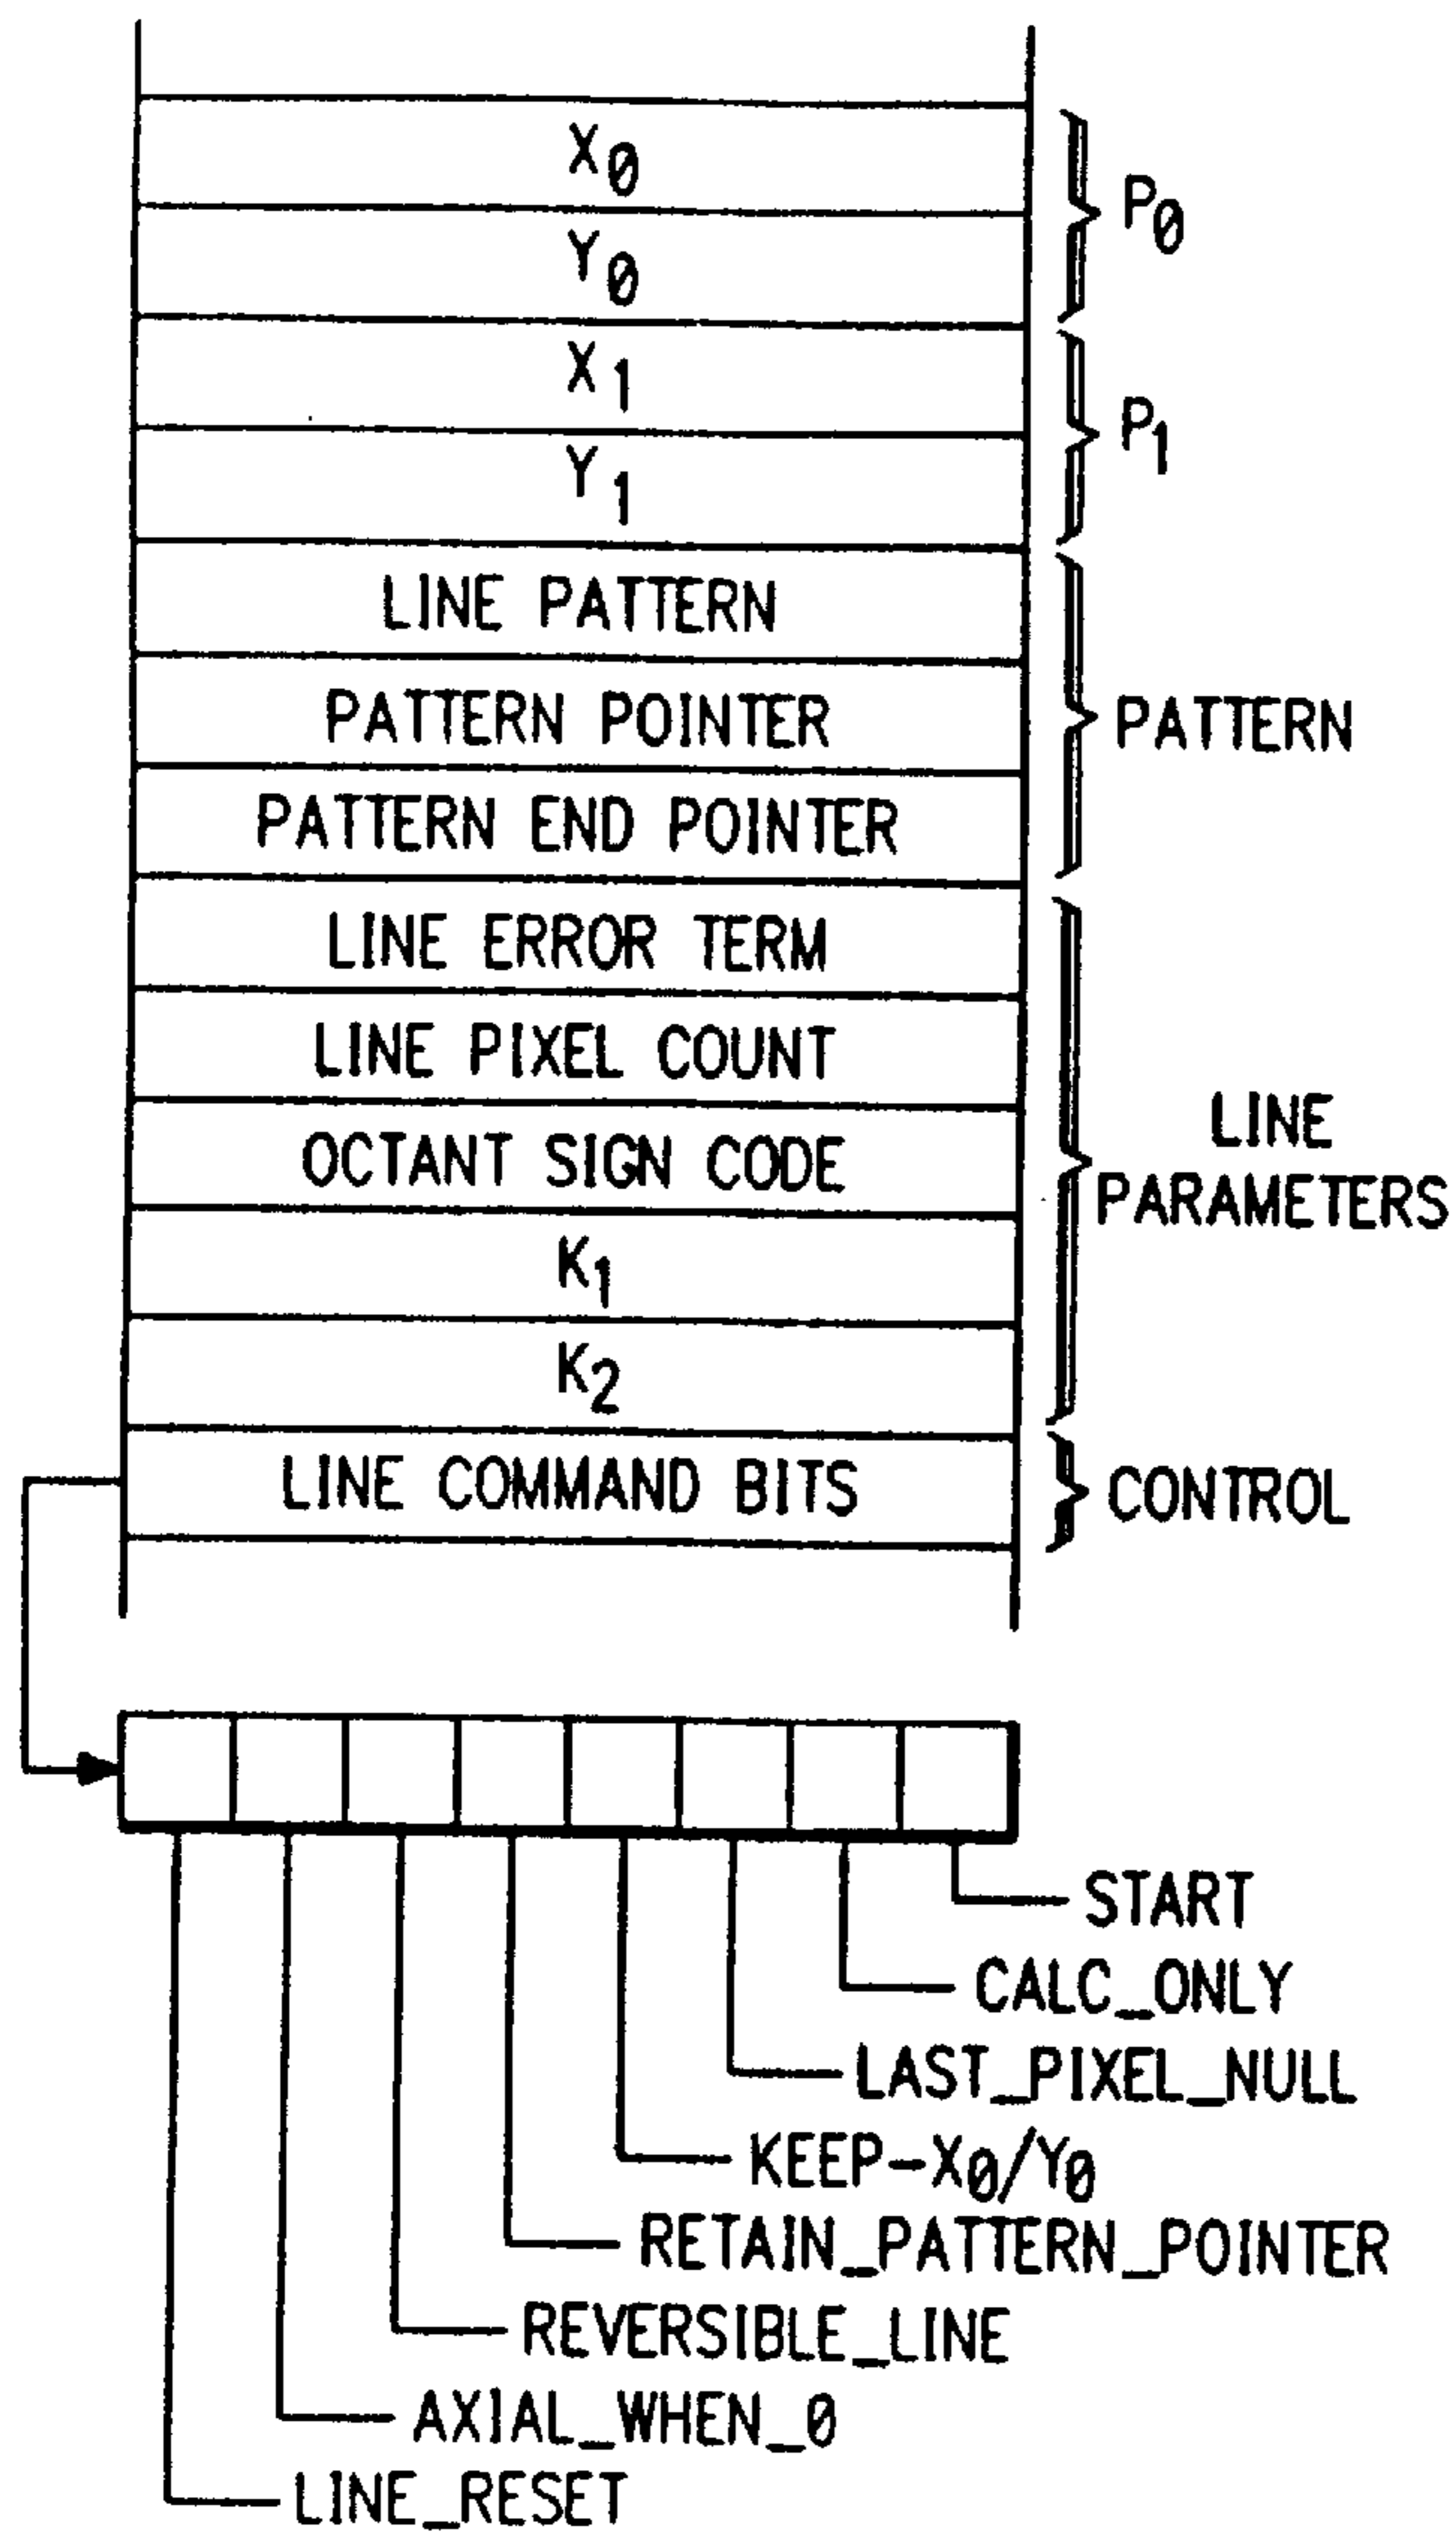 X0
Y0
P0
X1
Y1
P1
LINE PATTERN
PATTERN POINTER
PATTERN END POINTER
PATTERN
LINE ERROR TERM
LINE PIXEL COUNT
OCTANT SIGN CODE
K1
K2
LINE
PARAMETERS
LINE COMMAND BITS
CONTROL
START
CALC_ONLY
LAST_PIXEL_NULL
KEEP-X0/Y0
RETAIN_PATTERN_POINTER
REVERSIBLE_LINE
AXIAL_WHEN_0
LINE_RESET